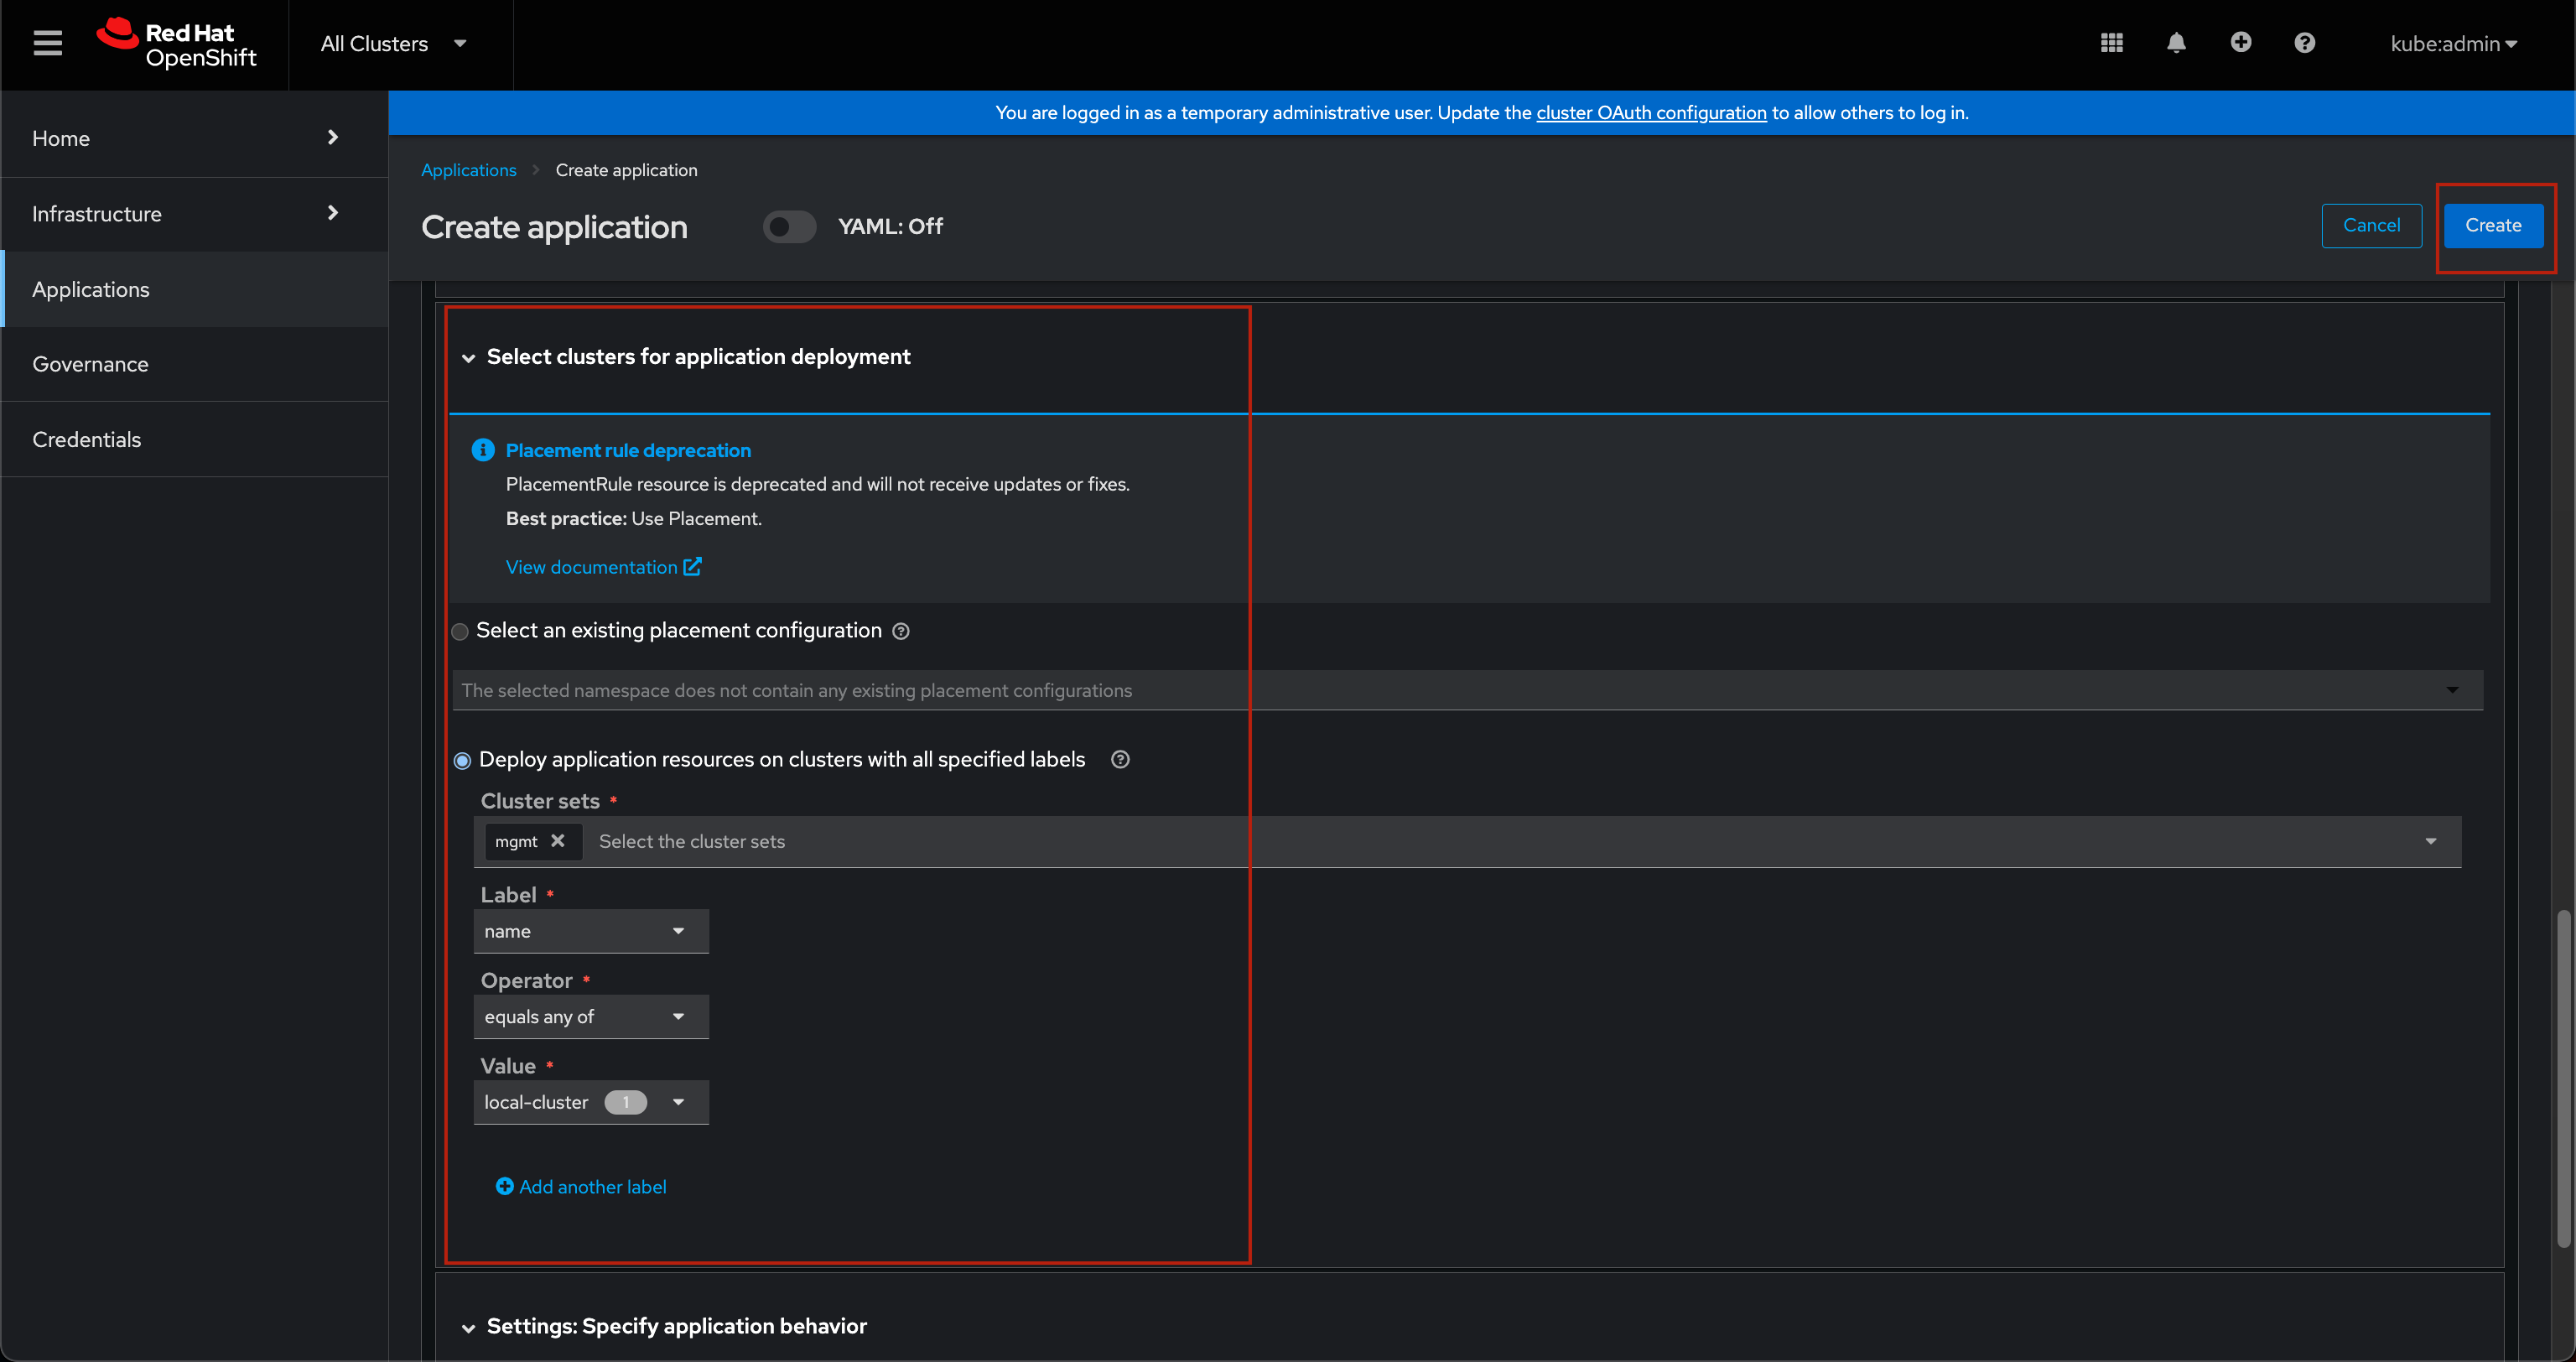 Red Hat
OpenShift
All Clusters
kube:admin
You are logged in as a temporary administrative user. Update the cluster OAuth configuration to allow others to log in.
Home
Infrastructure
Applications
Governance
Credentials
Applications
Create application
Create application
YAML: Off
Cancel
Create
Select clusters for application deployment
Placement rule deprecation
PlacementRule resource is deprecated and will not receive updates or fixes.
Best practice: Use Placement.
View documentation
Select an existing placement configuration
The selected namespace does not contain any existing placement configurations
Deploy application resources on clusters with all specified labels
Cluster sets *
mgmt Select the cluster sets
Label *
name
Operator *
equals any of
Value *
local-cluster 1
Add another label
Settings: Specify application behavior